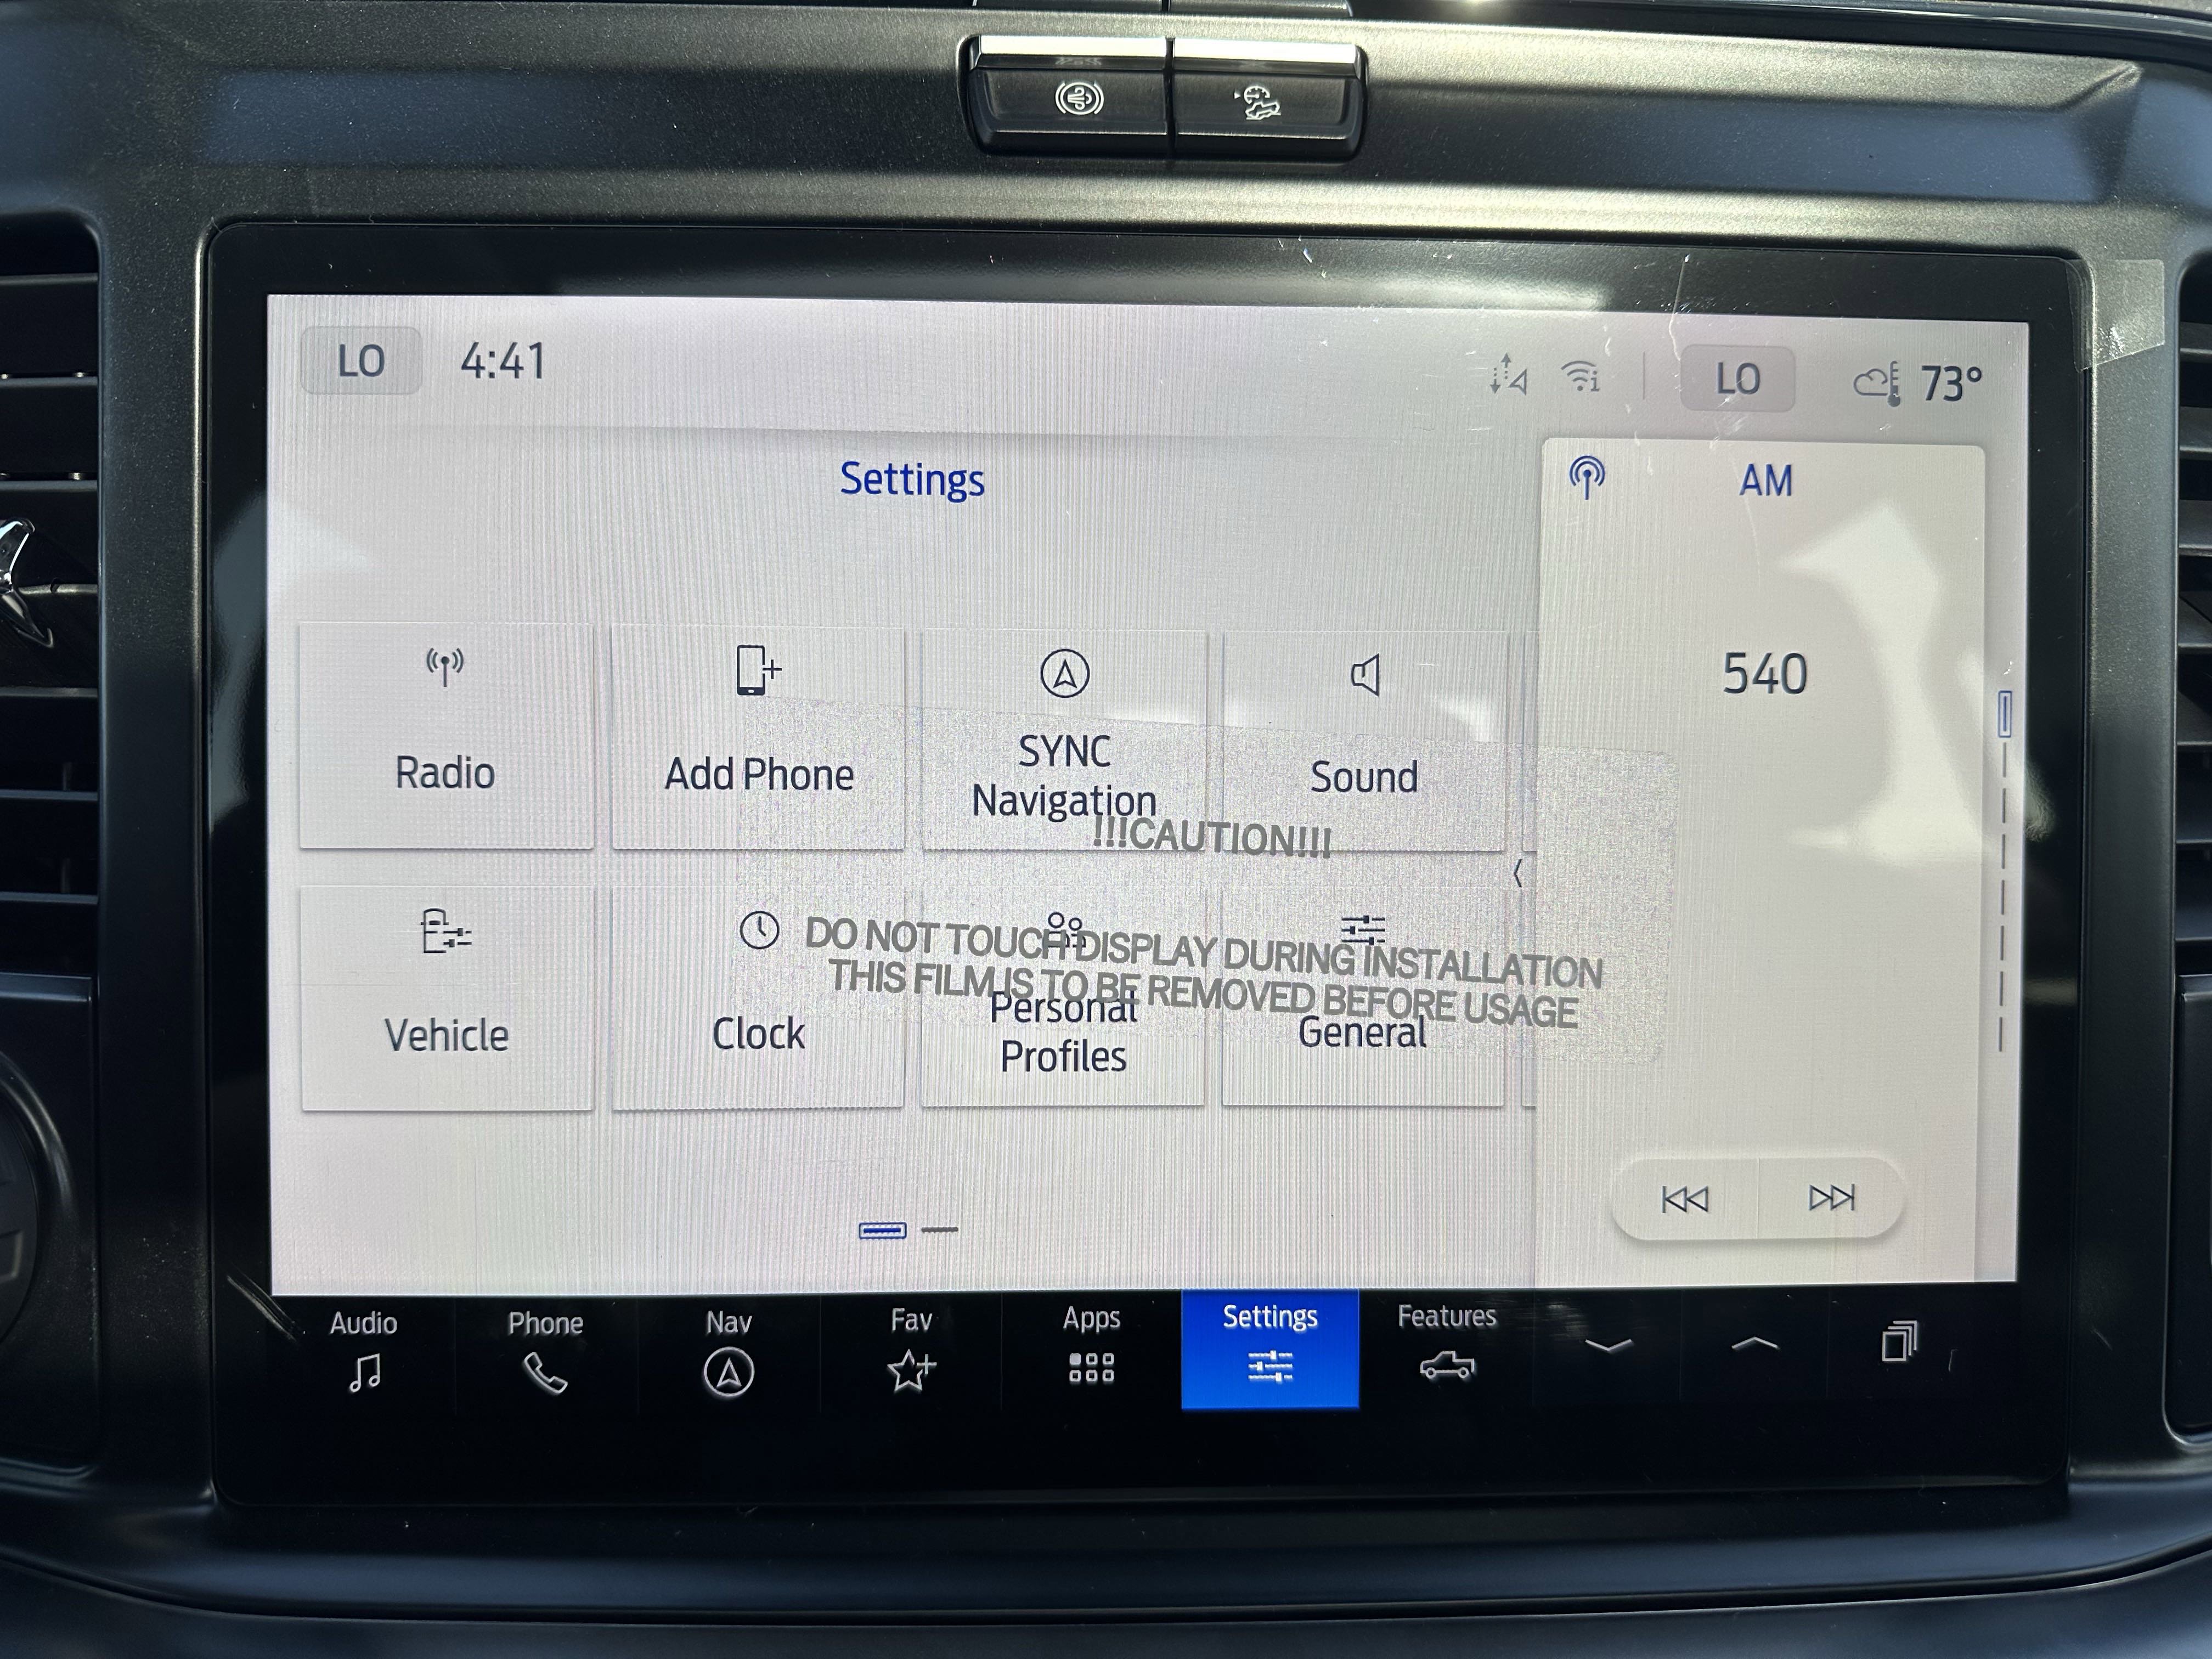 LO 4:41 LO 73°
Settings
AM
540
Radio
Add Phone
SYNC
Navigation
Sound
!!!CAUTION!!!
DO NOT TOUCH DISPLAY DURING INSTALLATION
THIS FILM IS TO BE REMOVED BEFORE USAGE
Vehicle
Clock
Personal
Profiles
General
Audio Phone Nav Fav Apps Settings Features